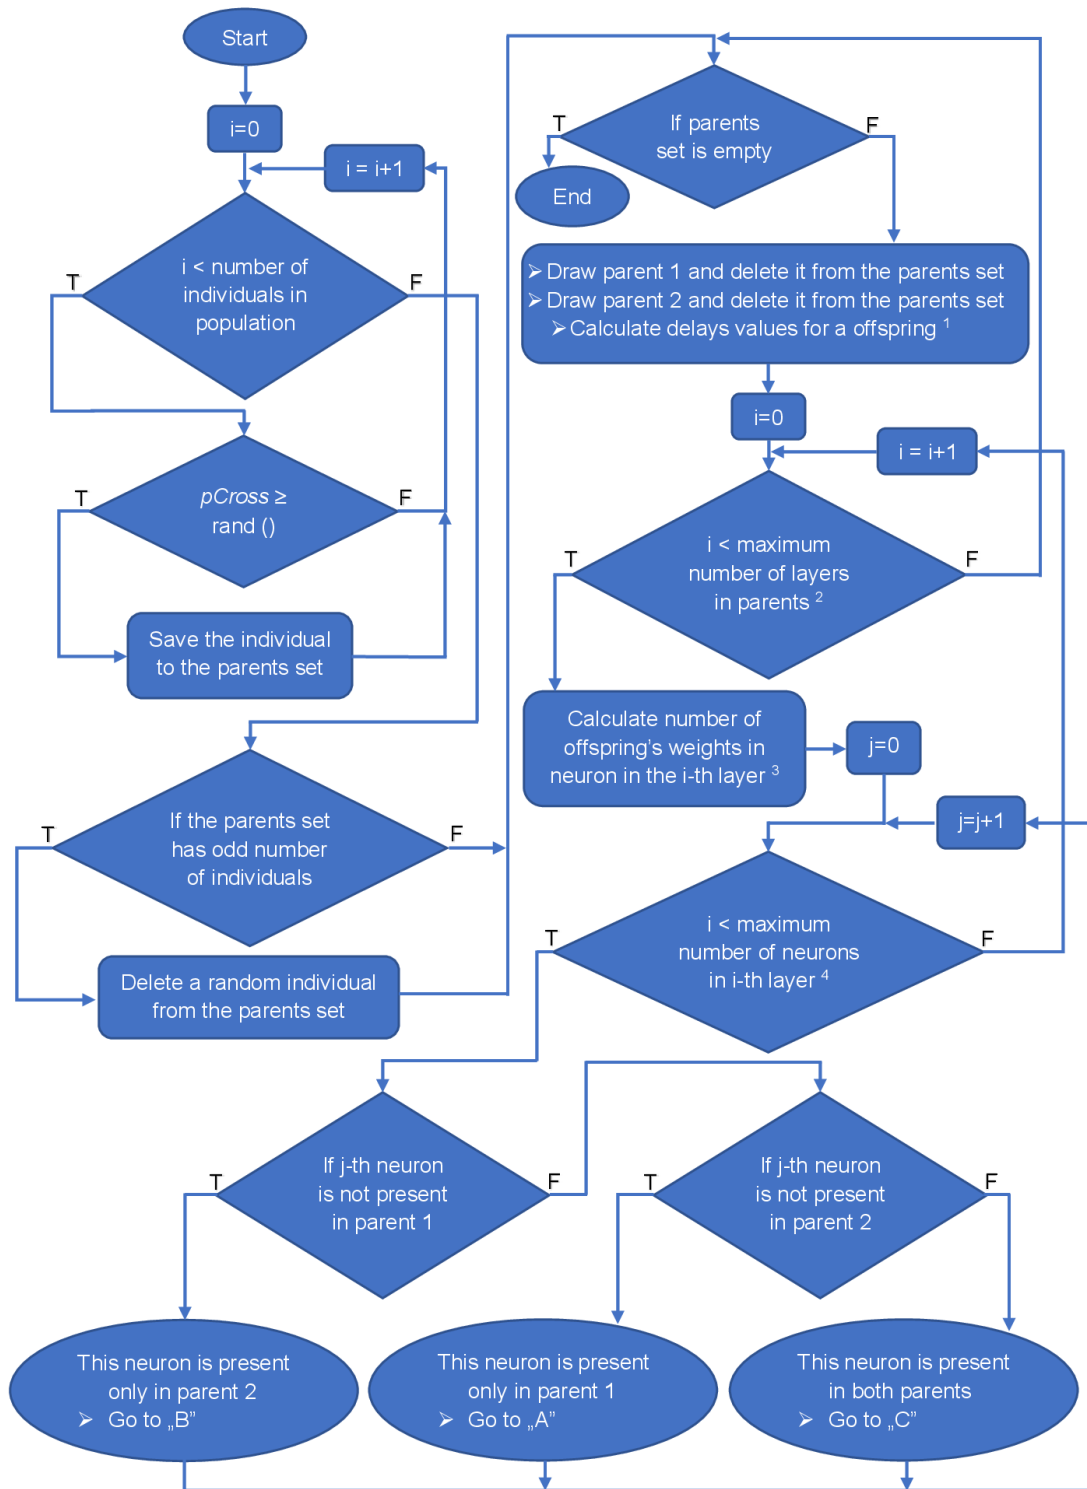 Start
i=0
i = i+1
i < number of
individuals in
population
T
F
pCross ≥
rand ()
T
F
Save the individual
to the parents set
If the parents set
has odd number
of individuals
T
F
Delete a random individual
from the parents set
If parents
set is empty
T
F
End
➢ Draw parent 1 and delete it from the parents set
➢ Draw parent 2 and delete it from the parents set
➢ Calculate delays values for a offspring ¹
i=0
i = i+1
i < maximum
number of layers
in parents ²
T
F
Calculate number of
offspring's weights in
neuron in the i-th layer ³
j=0
j=j+1
i < maximum
number of neurons
in i-th layer ⁴
T
F
If j-th neuron
is not present
in parent 1
T
F
If j-th neuron
is not present
in parent 2
T
F
This neuron is present
only in parent 2
➢ Go to „B”
This neuron is present
only in parent 1
➢ Go to „A”
This neuron is present
in both parents
➢ Go to „C”